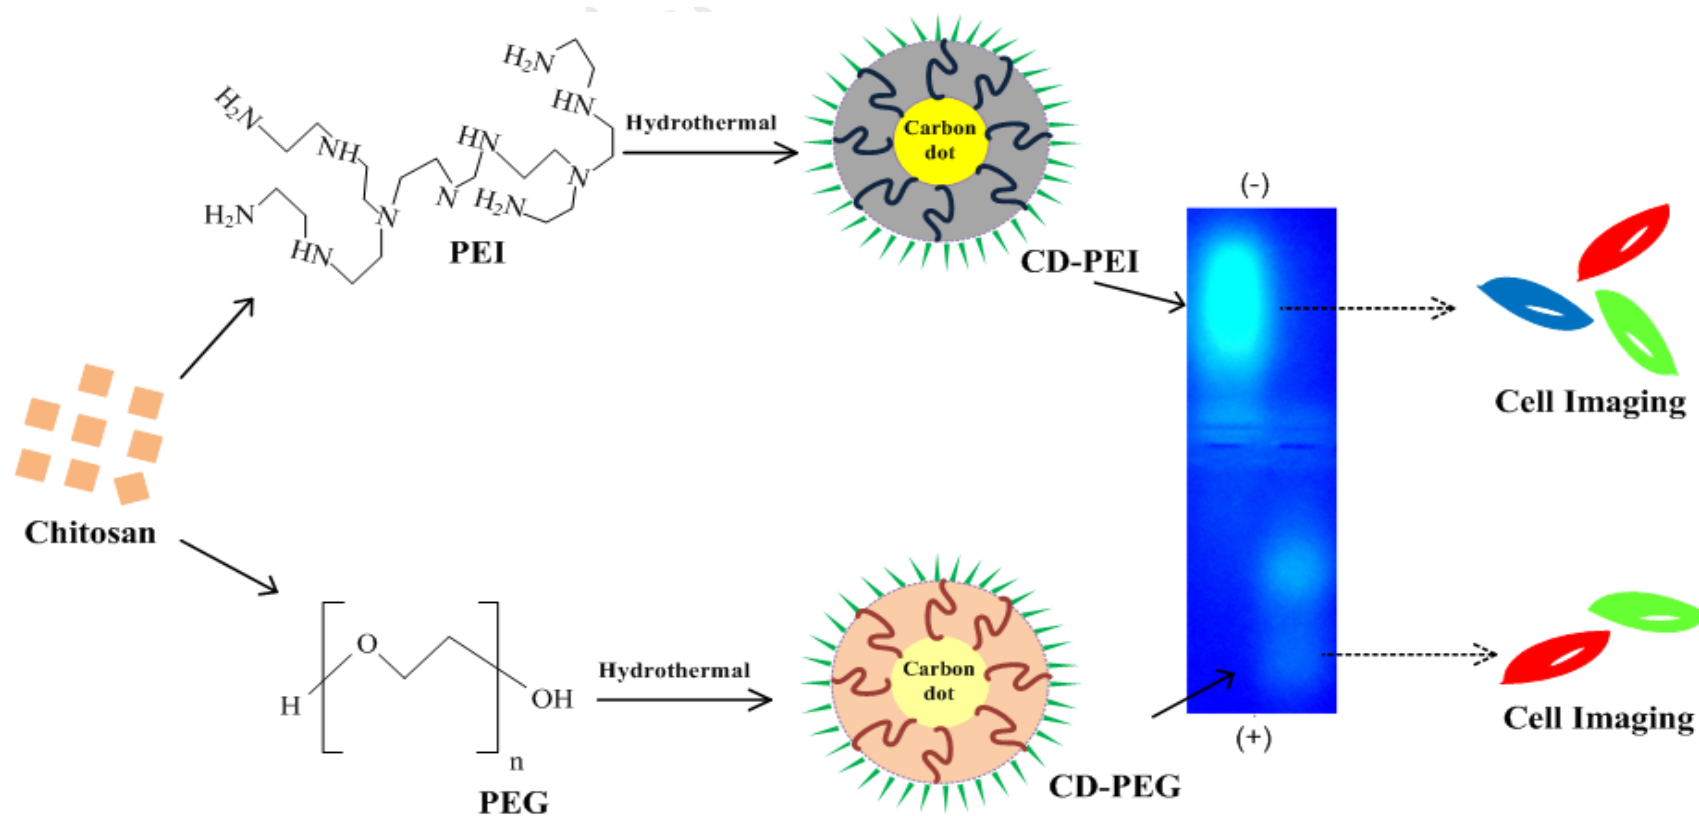 H₂N
HN
H₂N
NH
HN
N
N
N
H₂N
H₂N
HN
PEI
Hydrothermal
Carbon
dot
CD-PEI
(-)
Cell Imaging
Chitosan
O
H
OH
n
PEG
Hydrothermal
Carbon
dot
CD-PEG
(+)
Cell Imaging